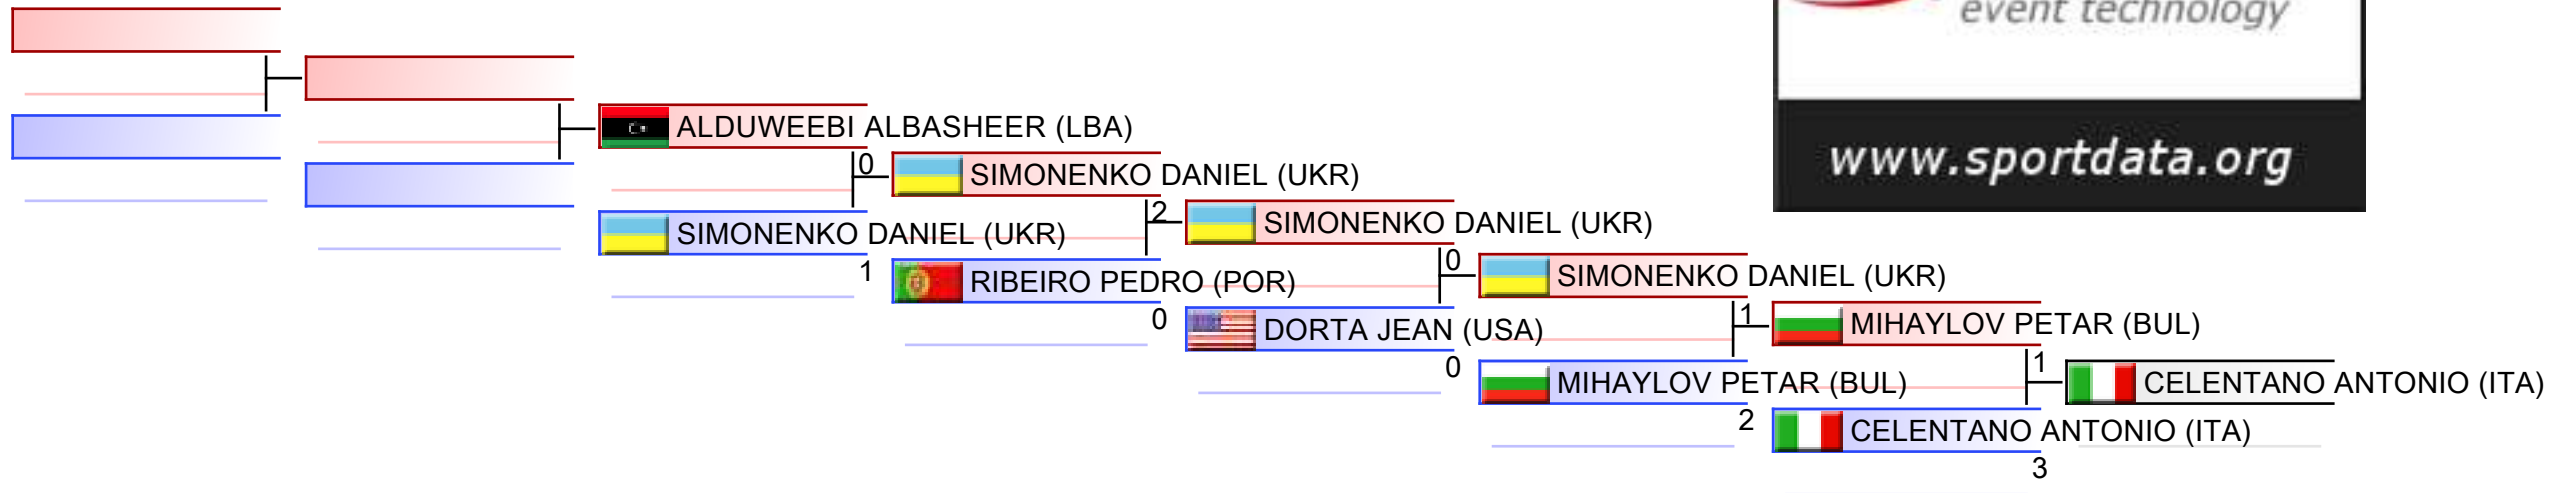 event technology
ALDUWEEBI ALBASHEER (LBA)
0
www.sportdata.org
SIMONENKO DANIEL (UKR)
2
SIMONENKO DANIEL (UKR)
SIMONENKO DANIEL (UKR)
1
0
RIBEIRO PEDRO (POR)
SIMONENKO DANIEL (UKR)
0
1
DORTA JEAN (USA)
MIHAYLOV PETAR (BUL)
0
1
MIHAYLOV PETAR (BUL)
CELENTANO ANTONIO (ITA)
2
CELENTANO ANTONIO (ITA)
3